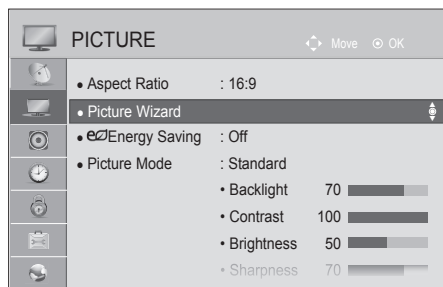 PICTURE
Move ⊙ OK
• Aspect Ratio : 16:9
• Picture Wizard
• eco Energy Saving : Off
• Picture Mode : Standard
• Backlight 70
• Contrast 100
• Brightness 50
• Sharpness 70